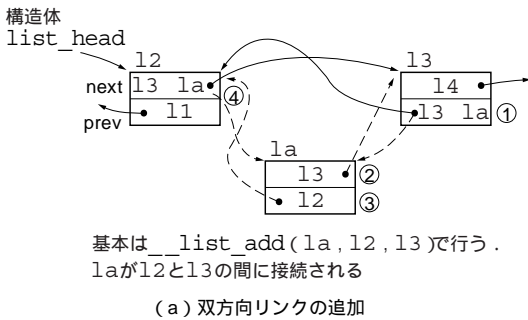 構造体
list_head
l2
l3
next
l3 la
④
l4
prev
l1
l3 la
①
la
l3
②
l2
③
基本は__list_add(la,l2,l3)で行う.
laがl2とl3の間に接続される
(a)双方向リンクの追加